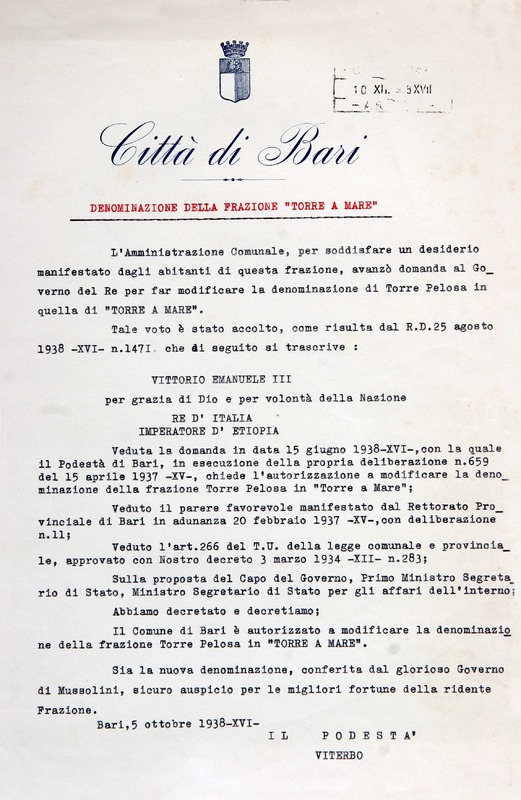 10 XII. 38XVII
Città di Bari
DENOMINAZIONE DELLA FRAZIONE "TORRE A MARE"
L'Amministrazione Comunale, per soddisfare un desiderio
manifestato dagli abitanti di questa frazione, avanzò domanda al Go_
verno del Re per far modificare la denominazione di Torre Pelosa in
quella di "TORRE A MARE".
Tale voto è stato accolto, come risulta dal R.D.25 agosto
1938 -XVI- n.1471. che di seguito si trascrive :
VITTORIO EMANUELE III
per grazia di Dio e per volontà della Nazione
RE D' ITALIA
IMPERATORE D' ETIOPIA
Veduta la domanda in data 15 giugno 1938-XVI-,con la quale
il Podestà di Bari, in esecuzione della propria deliberazione n.659
del 15 aprile 1937 -XV-, chiede l'autorizzazione a modificare la deno_
minazione della frazione Torre Pelosa in "Torre a Mare";
Veduto il parere favorevole manifestato dal Rettorato Pro_
vinciale di Bari in adunanza 20 febbraio 1937 -XV-,con deliberazione
n.11;
Veduto l'art.266 del T.U. della legge comunale e provincia_
le, approvato con Nostro decreto 3 marzo 1934 -XII- n.283;
Sulla proposta del Capo del Governo, Primo Ministro Segreta_
rio di Stato, Ministro Segretario di Stato per gli affari dell'interno;
Abbiamo decretato e decretiamo;
Il Comune di Bari è autorizzato a modificare la denominazio
ne della frazione Torre Pelosa in "TORRE A MARE".
Sia la nuova denominazione, conferita dal glorioso Governo
di Mussolini, sicuro auspicio per le migliori fortune della ridente
Frazione.
Bari,5 ottobre 1938-XVI-
IL PODESTA'
VITERBO